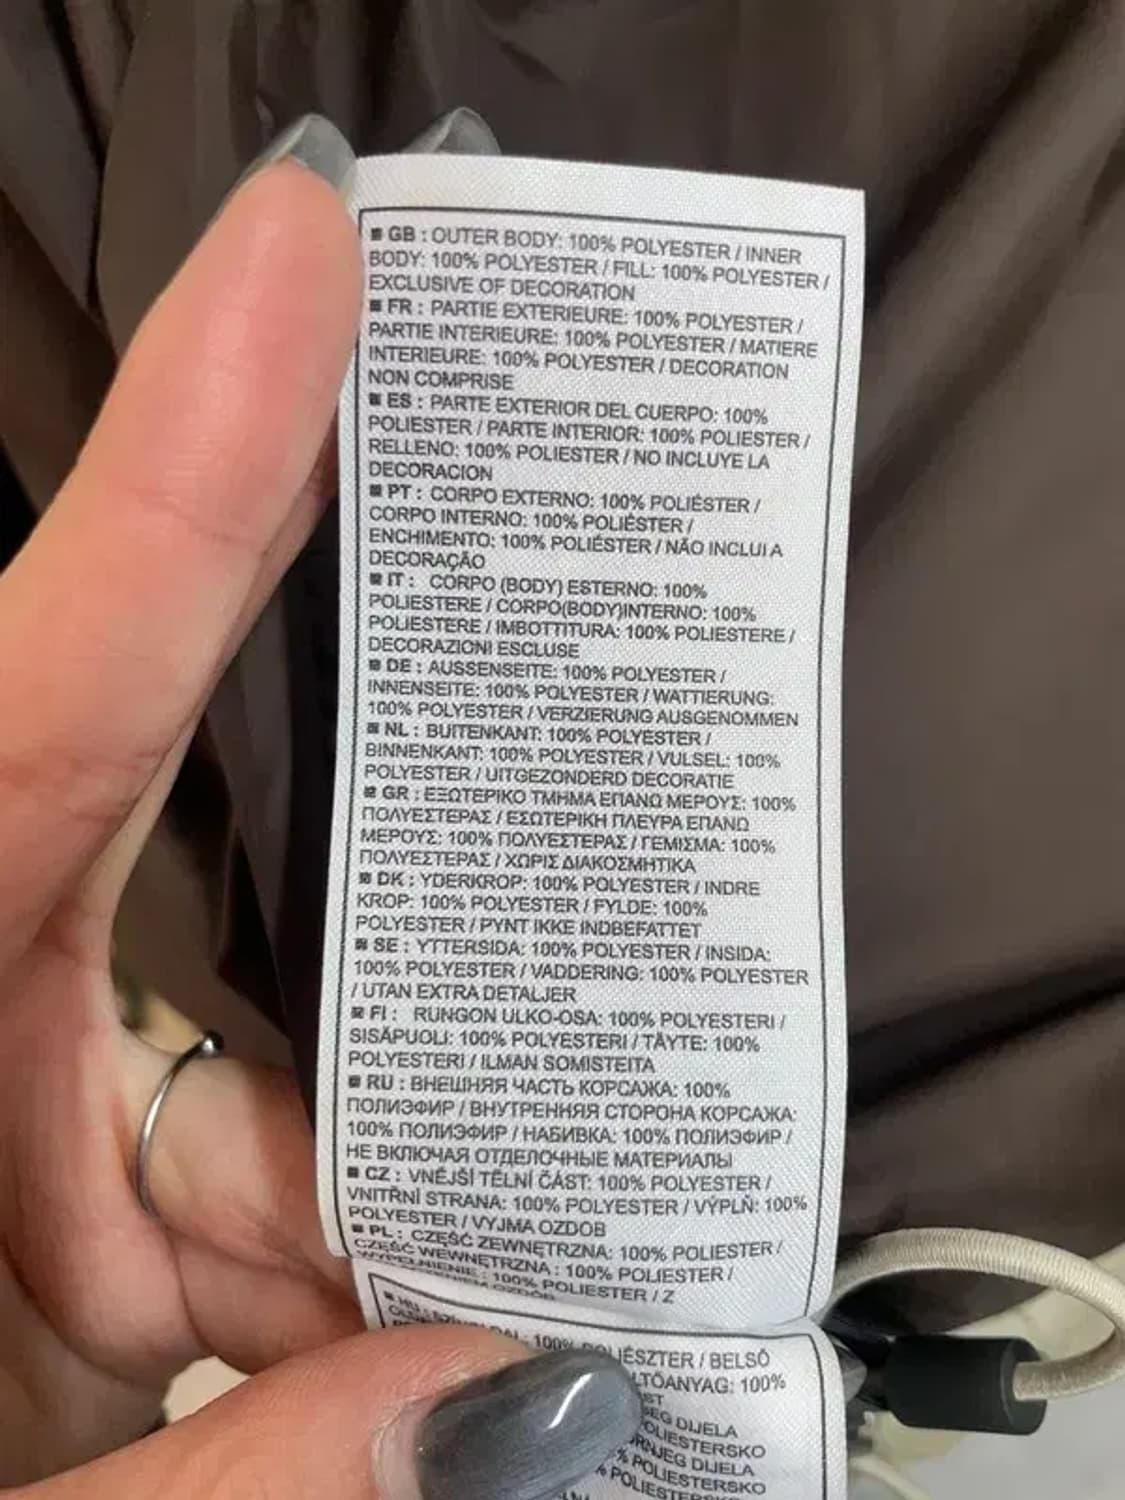 ■ GB : OUTER BODY: 100% POLYESTER / INNER
BODY: 100% POLYESTER / FILL: 100% POLYESTER /
EXCLUSIVE OF DECORATION
■ FR : PARTIE EXTERIEURE: 100% POLYESTER /
PARTIE INTERIEURE: 100% POLYESTER / MATIERE
INTERIEURE: 100% POLYESTER / DECORATION
NON COMPRISE
■ ES : PARTE EXTERIOR DEL CUERPO: 100%
POLIESTER / PARTE INTERIOR: 100% POLIESTER /
RELLENO: 100% POLIESTER / NO INCLUYE LA
DECORACION
■ PT : CORPO EXTERNO: 100% POLIÉSTER /
CORPO INTERNO: 100% POLIÉSTER /
ENCHIMENTO: 100% POLIÉSTER / NÃO INCLUI A
DECORAÇÃO
■ IT : CORPO (BODY) ESTERNO: 100%
POLIESTERE / CORPO(BODY)INTERNO: 100%
POLIESTERE / IMBOTTITURA: 100% POLIESTERE /
DECORAZIONI ESCLUSE
■ DE : AUSSENSEITE: 100% POLYESTER /
INNENSEITE: 100% POLYESTER / WATTIERUNG:
100% POLYESTER / VERZIERUNG AUSGENOMMEN
■ NL : BUITENKANT: 100% POLYESTER /
BINNENKANT: 100% POLYESTER / VULSEL: 100%
POLYESTER / UITGEZONDERD DECORATIE
■ GR : ΕΞΩΤΕΡΙΚΟ ΤΜΗΜΑ ΕΠΑΝΩ ΜΕΡΟΥΣ: 100%
ΠΟΛΥΕΣΤΕΡΑΣ / ΕΣΩΤΕΡΙΚΗ ΠΛΕΥΡΑ ΕΠΑΝΩ
ΜΕΡΟΥΣ: 100% ΠΟΛΥΕΣΤΕΡΑΣ / ΓΕΜΙΣΜΑ: 100%
ΠΟΛΥΕΣΤΕΡΑΣ / ΧΩΡΙΣ ΔΙΑΚΟΣΜΗΤΙΚΑ
■ DK : YDERKROP: 100% POLYESTER / INDRE
KROP: 100% POLYESTER / FYLDE: 100%
POLYESTER / PYNT IKKE INDBEFATTET
■ SE : YTTERSIDA: 100% POLYESTER / INSIDA:
100% POLYESTER / VADDERING: 100% POLYESTER
/ UTAN EXTRA DETALJER
■ FI : RUNGON ULKO-OSA: 100% POLYESTERI /
SISÄPUOLI: 100% POLYESTERI / TÄYTE: 100%
POLYESTERI / ILMAN SOMISTEITA
■ RU : ВНЕШНЯЯ ЧАСТЬ КОРСАЖА: 100%
ПОЛИЭФИР / ВНУТРЕННЯЯ СТОРОНА КОРСАЖА:
100% ПОЛИЭФИР / НАБИВКА: 100% ПОЛИЭФИР /
НЕ ВКЛЮЧАЯ ОТДЕЛОЧНЫЕ МАТЕРИАЛЫ
■ CZ : VNĚJŠÍ TĚLNÍ ČÁST: 100% POLYESTER /
VNITŘNÍ STRANA: 100% POLYESTER / VÝPLŇ: 100%
POLYESTER / VYJMA OZDOB
■ PL : CZĘŚĆ ZEWNĘTRZNA: 100% POLIESTER /
CZĘŚĆ WEWNĘTRZNA : 100% POLIESTER /
WYPEŁNIENIE : 100% POLIESTER / Z
OZDÓB
■ HU : 100% POLIÉSZTER / BELSŐ
100%
DIJELA
POLIESTERSKO
DIJELA
% POLIESTERSKO